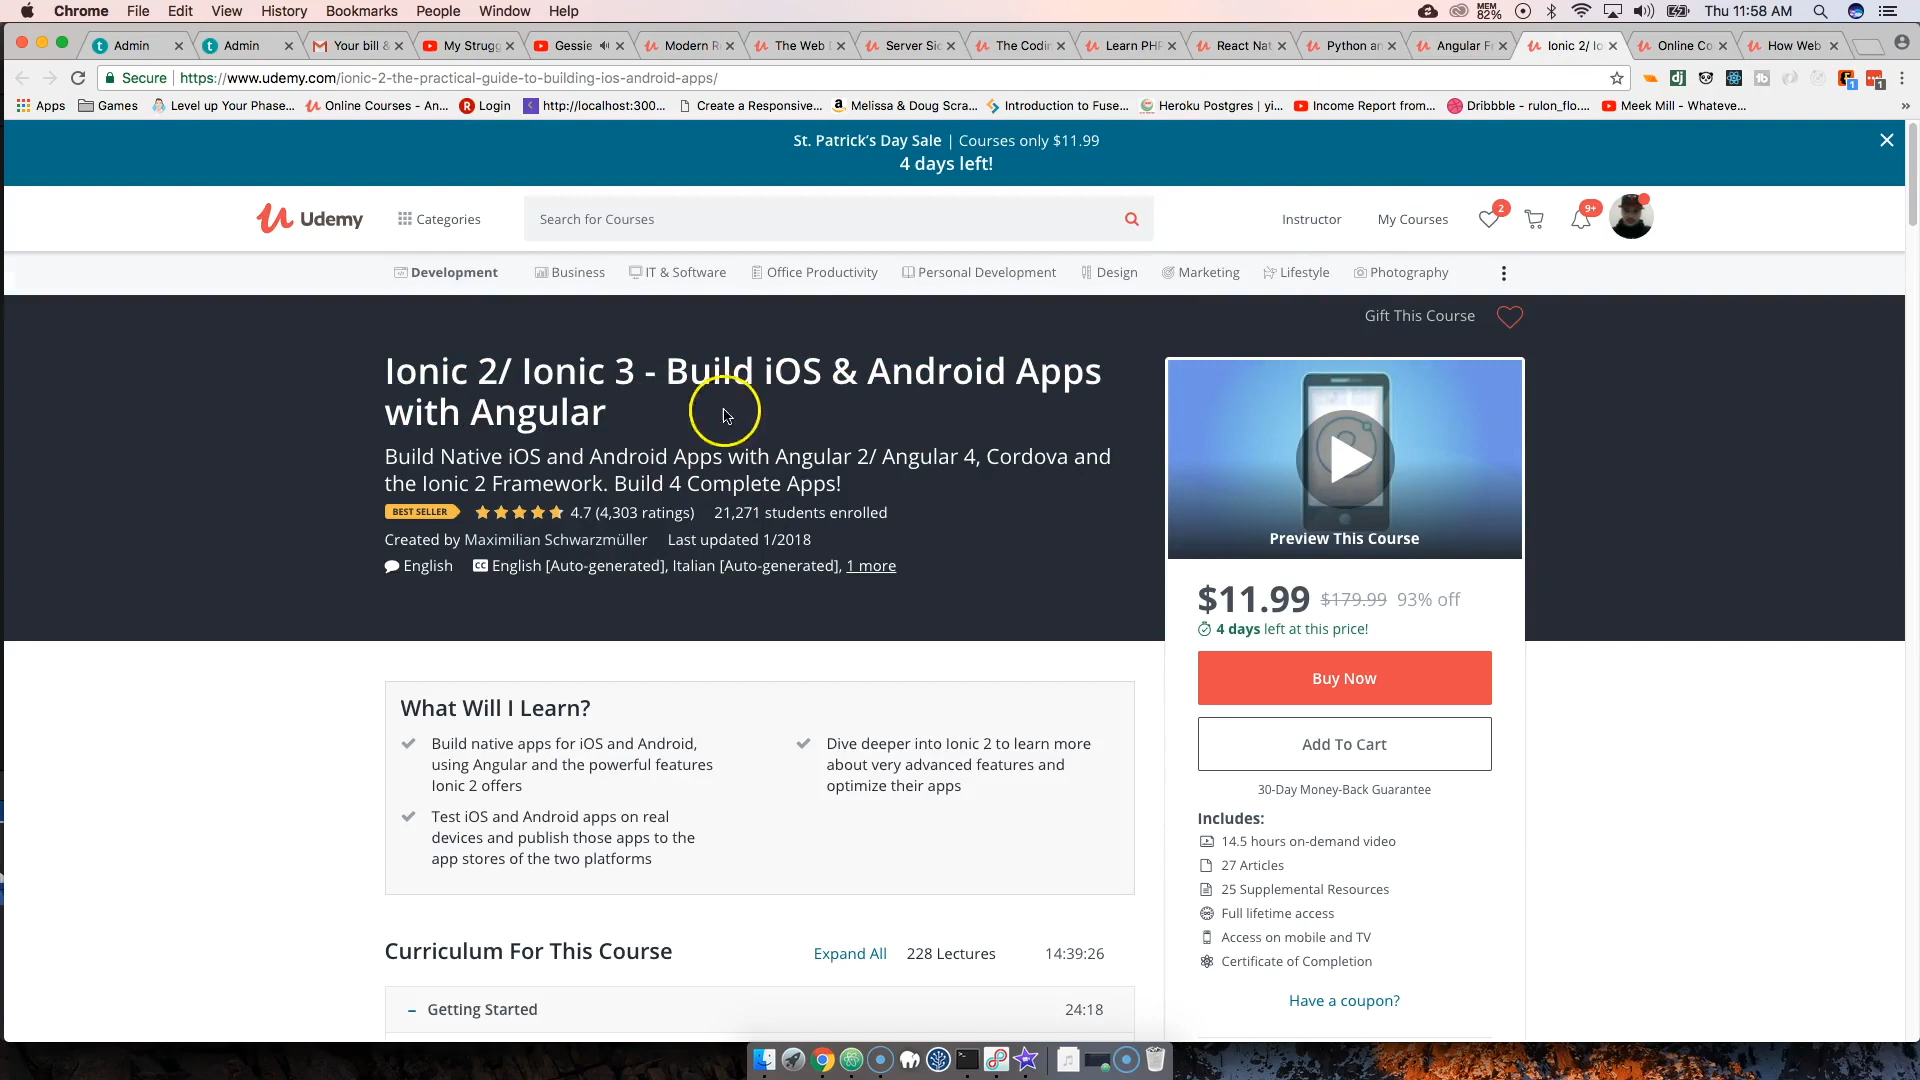 Chrome File Edit View History Bookmarks People Window Help MEM 82% Thu 11:58 AM
Admin Admin Your bill & My Strugg Gessie Modern R The Web Server Sid The Codin Learn PHP React Nat Python an Angular F Ionic 2/ Io Online Co How Web
Secure https://www.udemy.com/ionic-2-the-practical-guide-to-building-ios-android-apps/
Apps Games Level up Your Phase... Online Courses - An... Login http://localhost:300... Create a Responsive... Melissa & Doug Scra... Introduction to Fuse... Heroku Postgres | yi... Income Report from... Dribbble - rulon_flo.... Meek Mill - Whateve... »
St. Patrick's Day Sale | Courses only $11.99
4 days left!
Udemy Categories Search for Courses Instructor My Courses 2 9+
Development Business IT & Software Office Productivity Personal Development Design Marketing Lifestyle Photography
Gift This Course
Ionic 2/ Ionic 3 - Build iOS & Android Apps
with Angular
Build Native iOS and Android Apps with Angular 2/ Angular 4, Cordova and
the Ionic 2 Framework. Build 4 Complete Apps!
BEST SELLER 4.7 (4,303 ratings) 21,271 students enrolled
Created by Maximilian Schwarzmüller Last updated 1/2018
English CC English [Auto-generated], Italian [Auto-generated], 1 more
Preview This Course
$11.99 $179.99 93% off
4 days left at this price!
Buy Now
Add To Cart
30-Day Money-Back Guarantee
Includes:
14.5 hours on-demand video
27 Articles
25 Supplemental Resources
Full lifetime access
Access on mobile and TV
Certificate of Completion
Have a coupon?
What Will I Learn?
Build native apps for iOS and Android,
using Angular and the powerful features
Ionic 2 offers
Test iOS and Android apps on real
devices and publish those apps to the
app stores of the two platforms
Dive deeper into Ionic 2 to learn more
about very advanced features and
optimize their apps
Curriculum For This Course Expand All 228 Lectures 14:39:26
– Getting Started 24:18